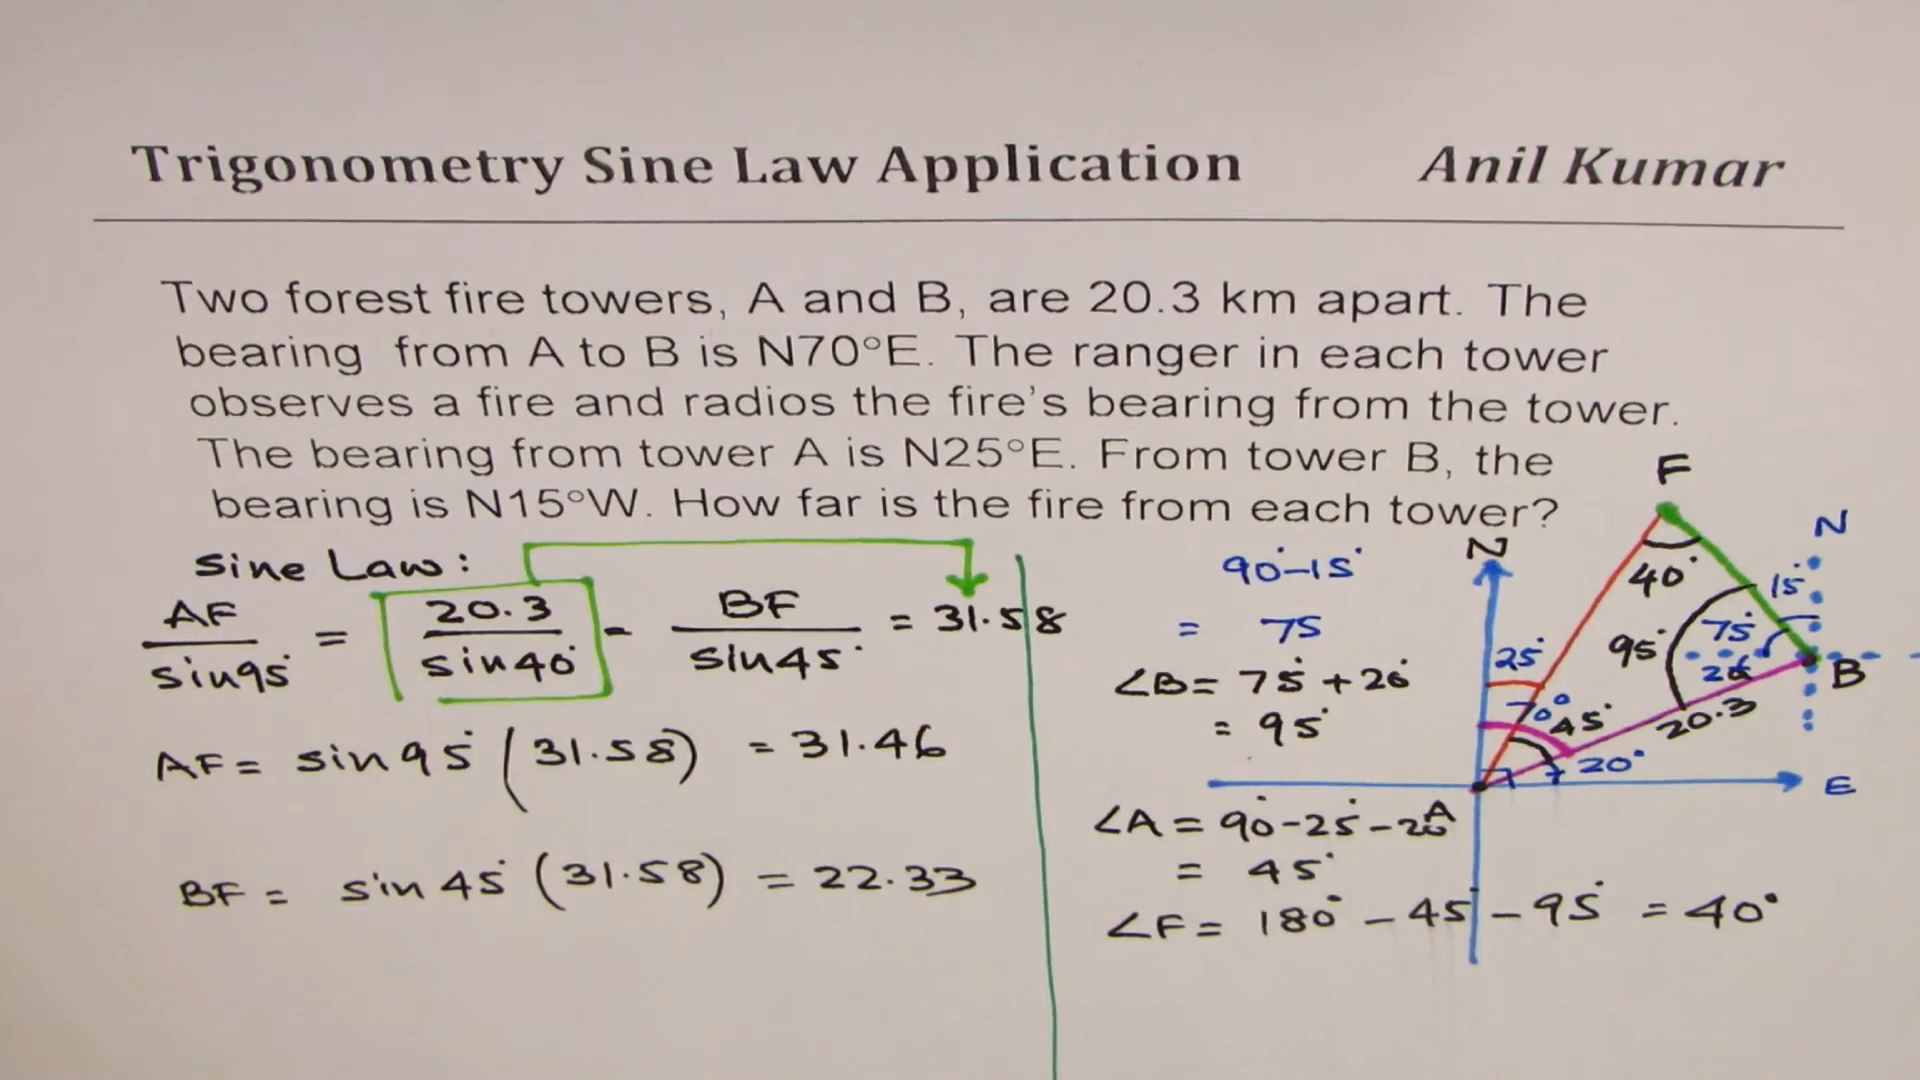 Trigonometry Sine Law Application Anil Kumar
Two forest fire towers, A and B, are 20.3 km apart. The
bearing from A to B is N70°E. The ranger in each tower
observes a fire and radios the fire's bearing from the tower.
The bearing from tower A is N25°E. From tower B, the
bearing is N15°W. How far is the fire from each tower?
Sine Law:
AF/sin95° = 20.3/sin40° = BF/sin45° = 31.58
AF = sin95° (31.58) = 31.46
BF = sin45° (31.58) = 22.33
90°-15°
= 75
∠B = 75° + 20°
= 95°
∠A = 90° - 25° - 20°
= 45°
∠F = 180° - 45 - 95° = 40°
F
N
N
40°
15°
75°
95°
20
25°
B
70°
45°
20.3
20°
E
A